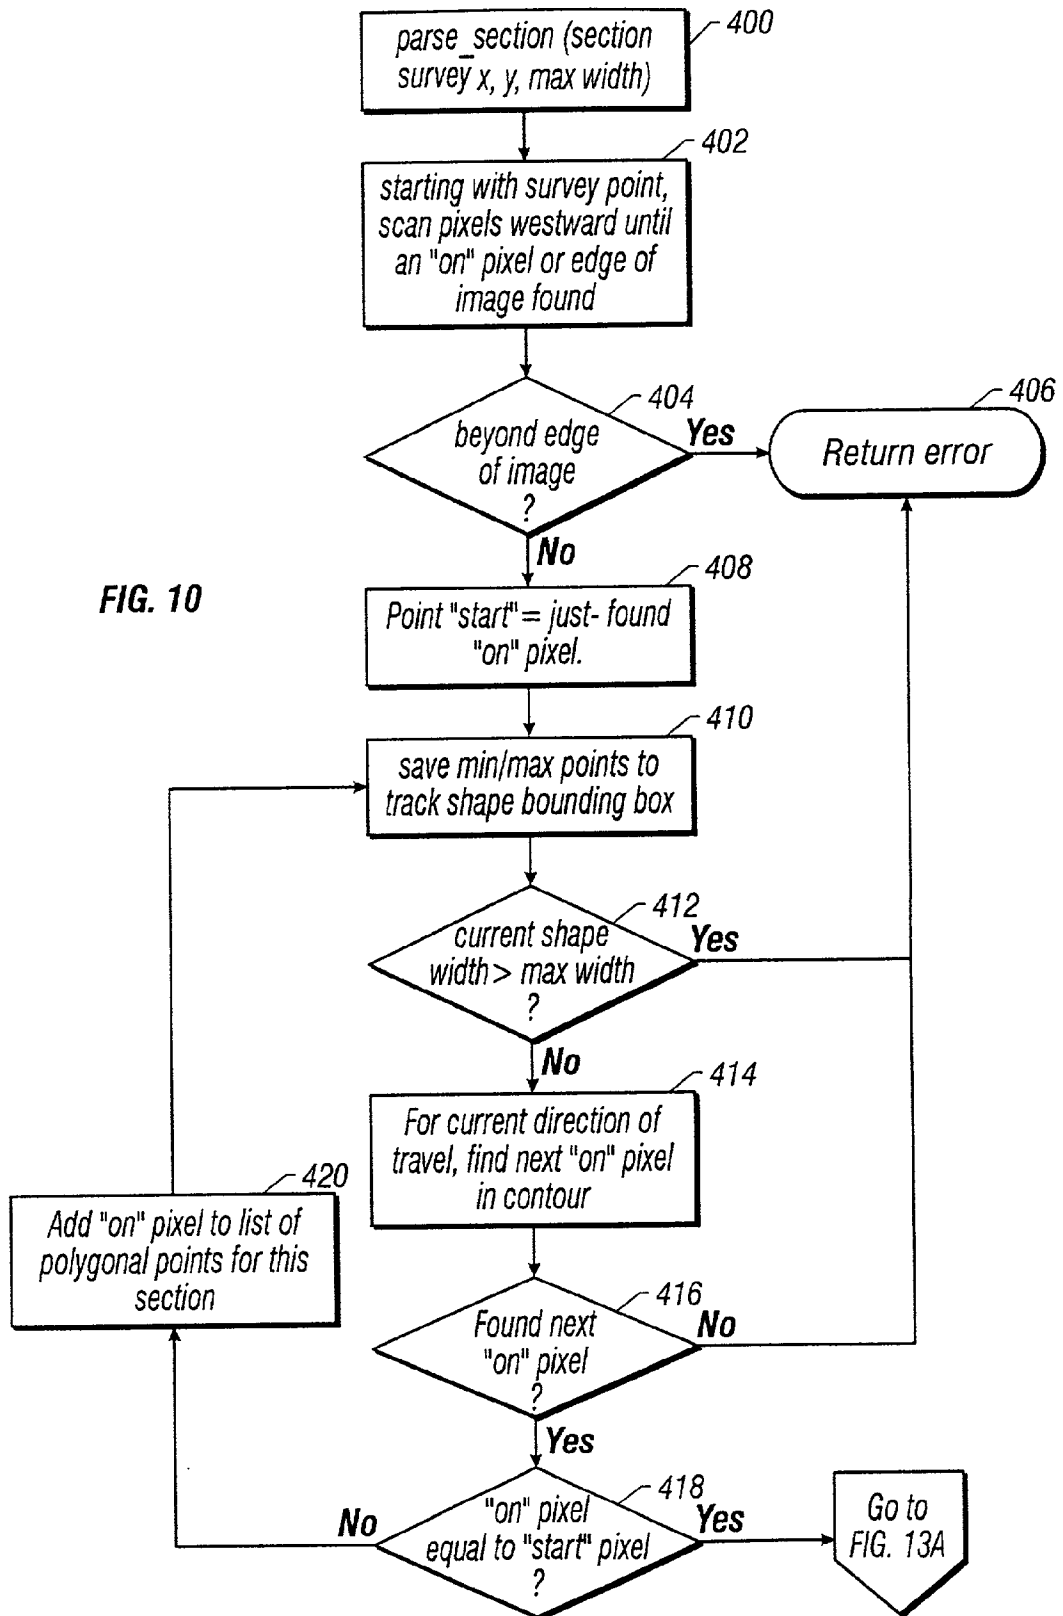 parse_section (section
survey x, y, max width)
400
402
starting with survey point,
scan pixels westward until
an "on" pixel or edge of
image found
404
beyond edge
of image
?
Yes
406
Return error
No
FIG. 10
408
Point "start"= just- found
"on" pixel.
410
save min/max points to
track shape bounding box
412
current shape
width> max width
?
Yes
No
414
For current direction of
travel, find next "on" pixel
in contour
420
Add "on" pixel to list of
polygonal points for this
section
416
Found next
"on" pixel
?
No
Yes
418
"on" pixel
equal to "start" pixel
?
No
Yes
Go to
FIG. 13A